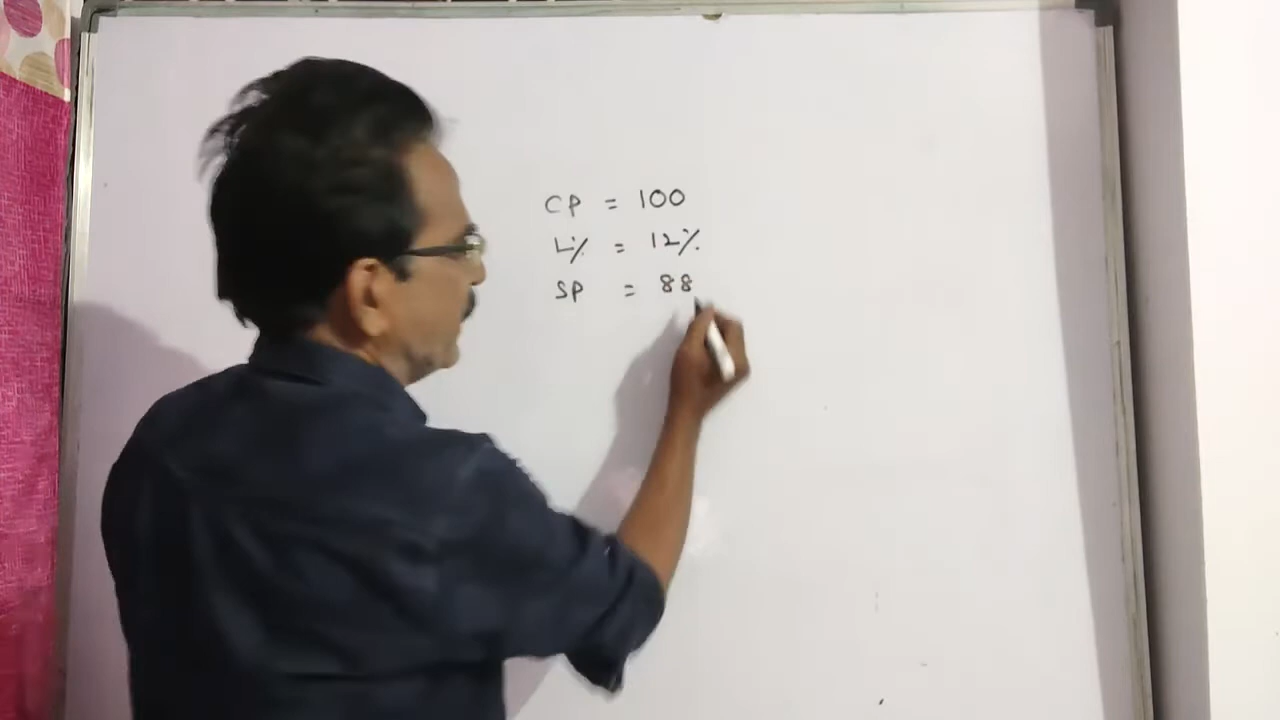 CP = 100
L% = 12%
SP = 88